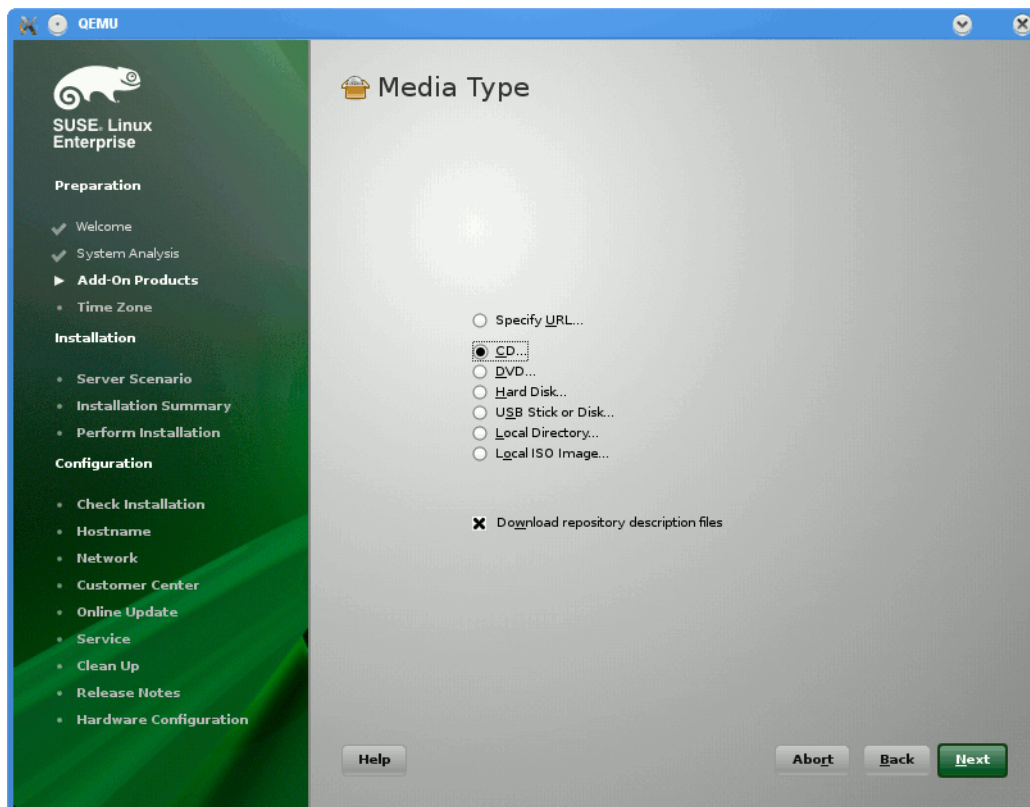 QEMU
SUSE. Linux
Enterprise
Preparation
Welcome
System Analysis
Add-On Products
Time Zone
Installation
Server Scenario
Installation Summary
Perform Installation
Configuration
Check Installation
Hostname
Network
Customer Center
Online Update
Service
Clean Up
Release Notes
Hardware Configuration
Media Type
Specify URL...
CD...
DVD...
Hard Disk...
USB Stick or Disk...
Local Directory...
Local ISO Image...
Download repository description files
Help
Abort
Back
Next